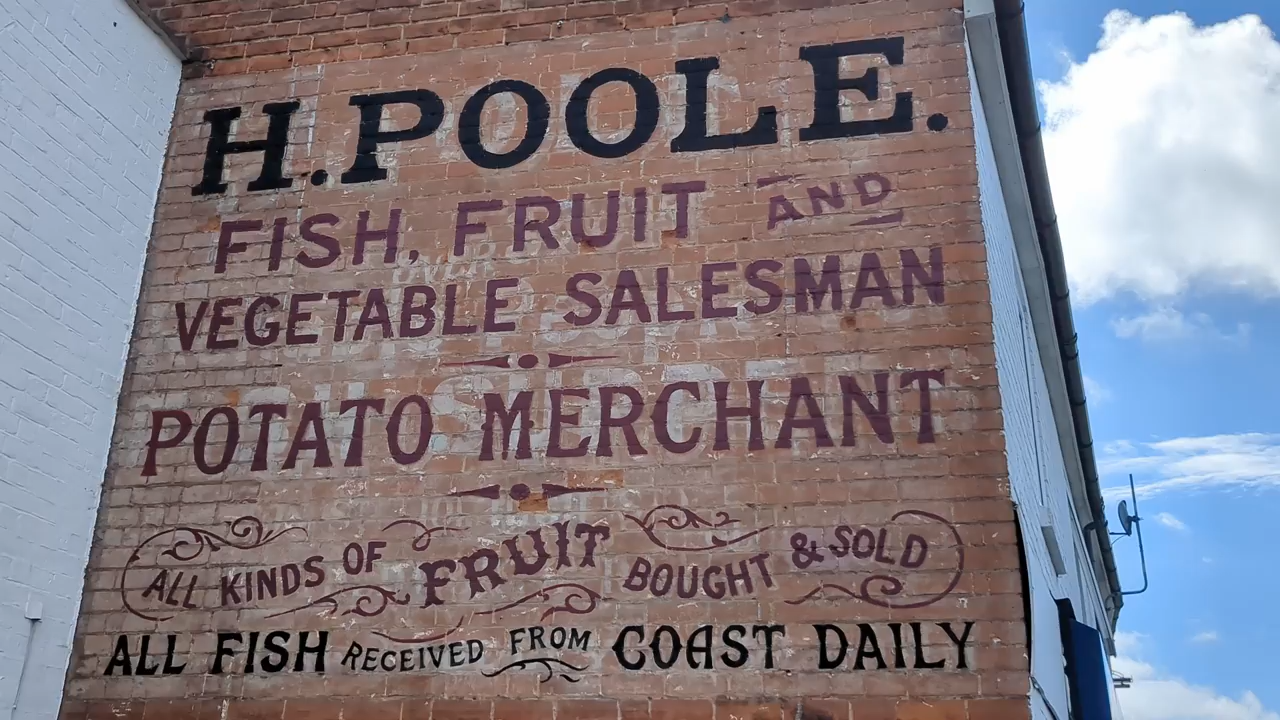 H. POOLE.
FISH, FRUIT AND
VEGETABLE SALESMAN
POTATO MERCHANT
ALL KINDS OF FRUIT BOUGHT & SOLD
ALL FISH RECEIVED FROM COAST DAILY